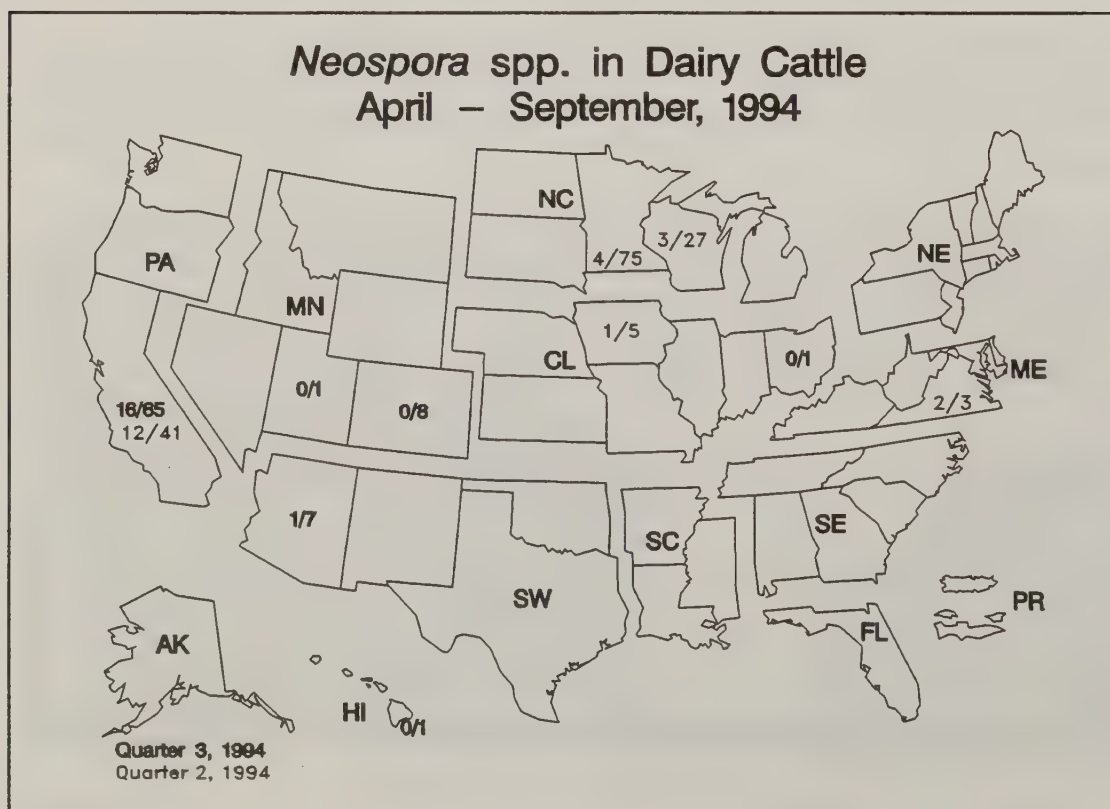 Neospora spp. in Dairy Cattle
April – September, 1994
NC
3/27
4/75
NE
PA
MN
1/5
CL
0/1
ME
2/3
0/1
0/8
16/65
12/41
1/7
SC
SE
SW
PR
FL
AK
HI
0/1
Quarter 3, 1994
Quarter 2, 1994